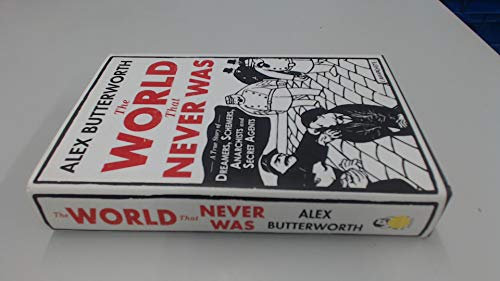 ALEX BUTTERWORTH
The
WORLD
That
NEVER WAS
A True Story of
DREAMERS, SCHEMERS,
ANARCHISTS and
SECRET AGENTS
The WORLD That NEVER WAS
ALEX BUTTERWORTH